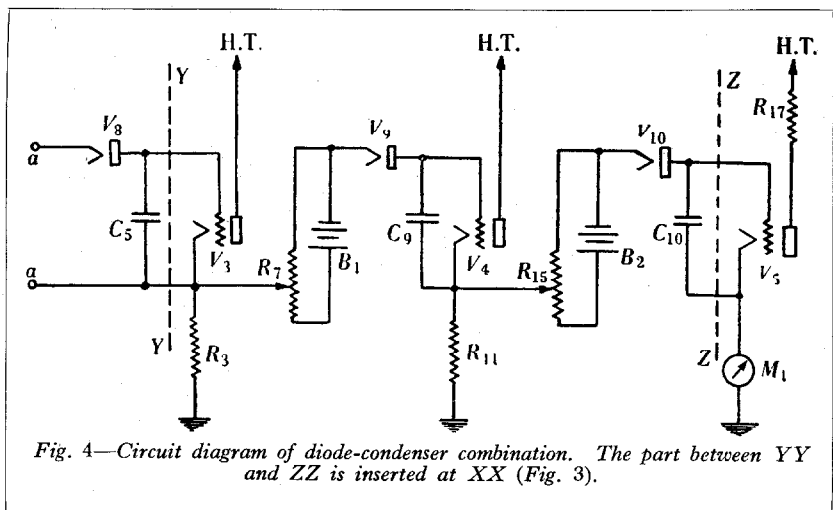 H.T.
H.T.
H.T.
Y
Z
R17
V8
V9
V10
a
C5
C9
C10
V3
R7
B1
V4
R15
B2
V5
a
Y
R3
R11
Z
M1
Fig. 4—Circuit diagram of diode-condenser combination. The part between YY
and ZZ is inserted at XX (Fig. 3).